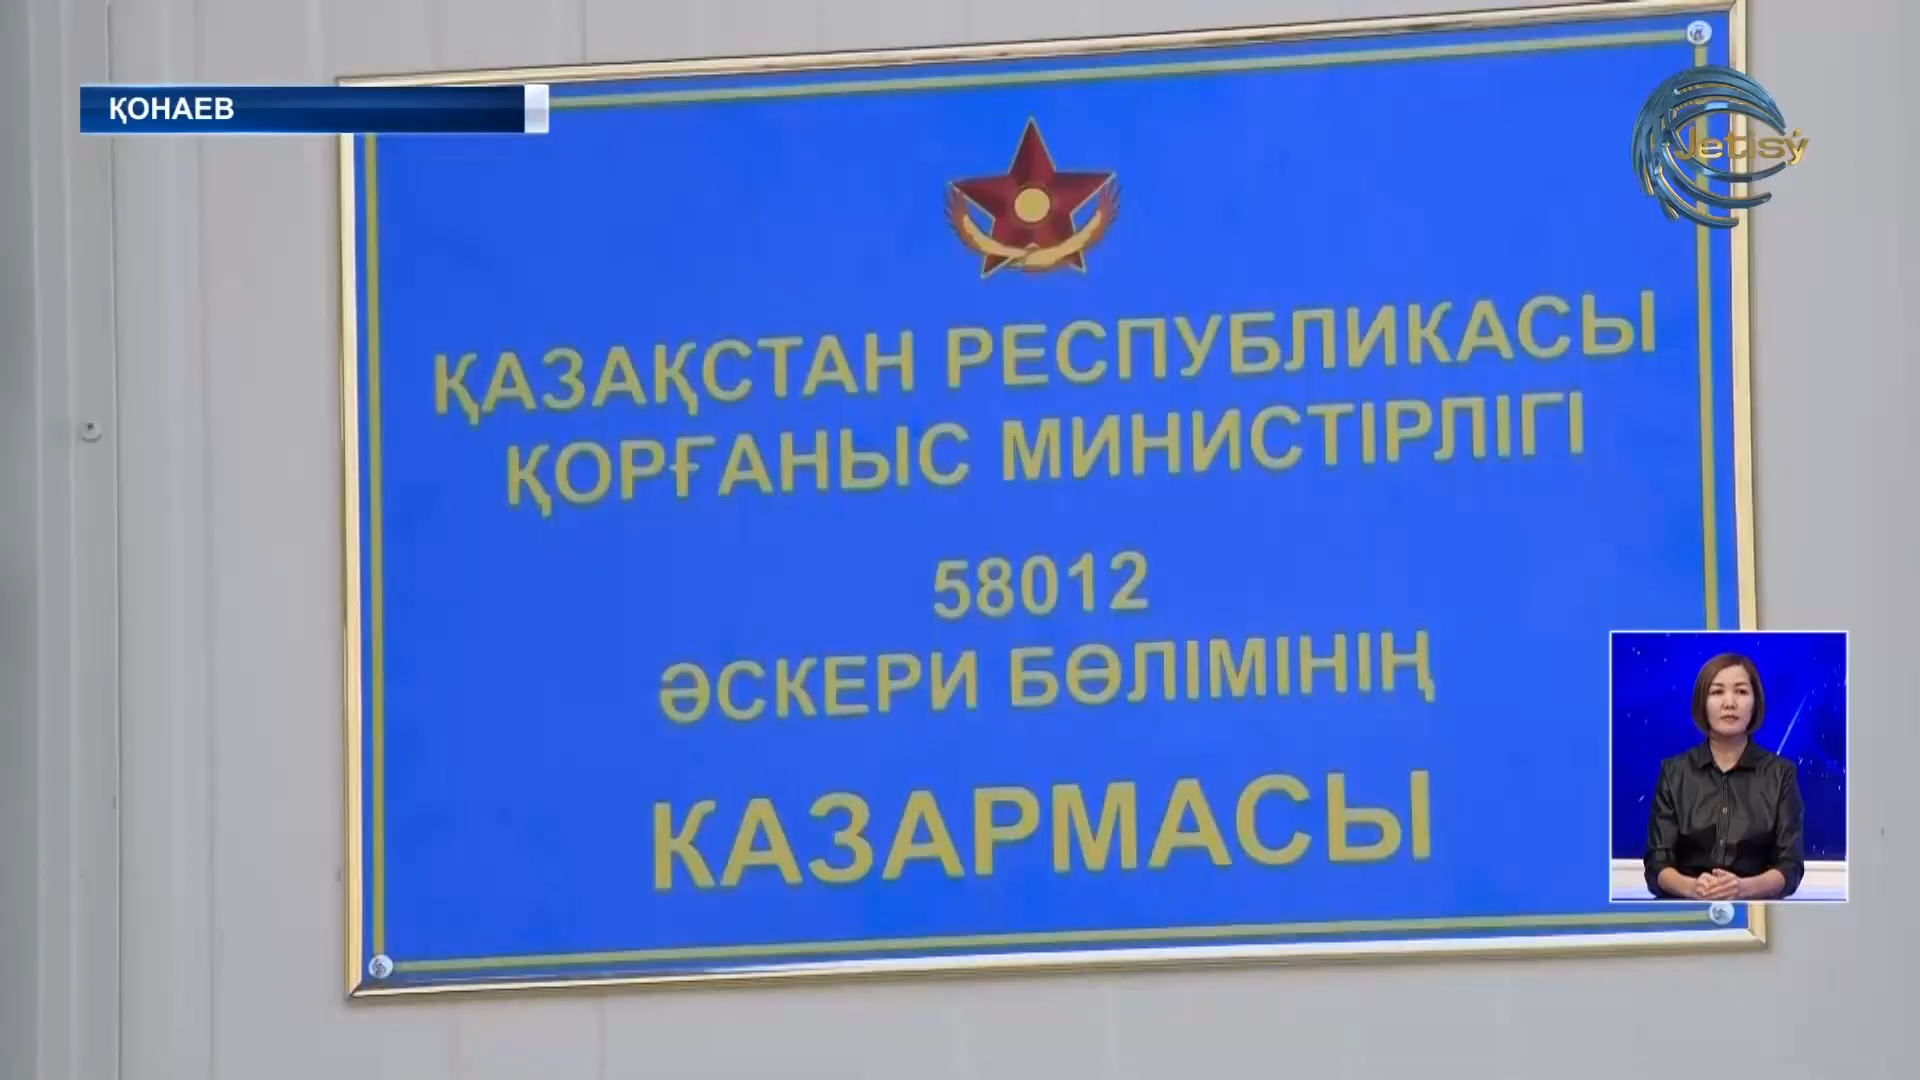 ҚОНАЕВ
Jetisý
ҚАЗАҚСТАН РЕСПУБЛИКАСЫ
ҚОРҒАНЫС МИНИСТІРЛІГІ
58012
ӘСКЕРИ БӨЛІМІНІҢ
КАЗАРМАСЫ